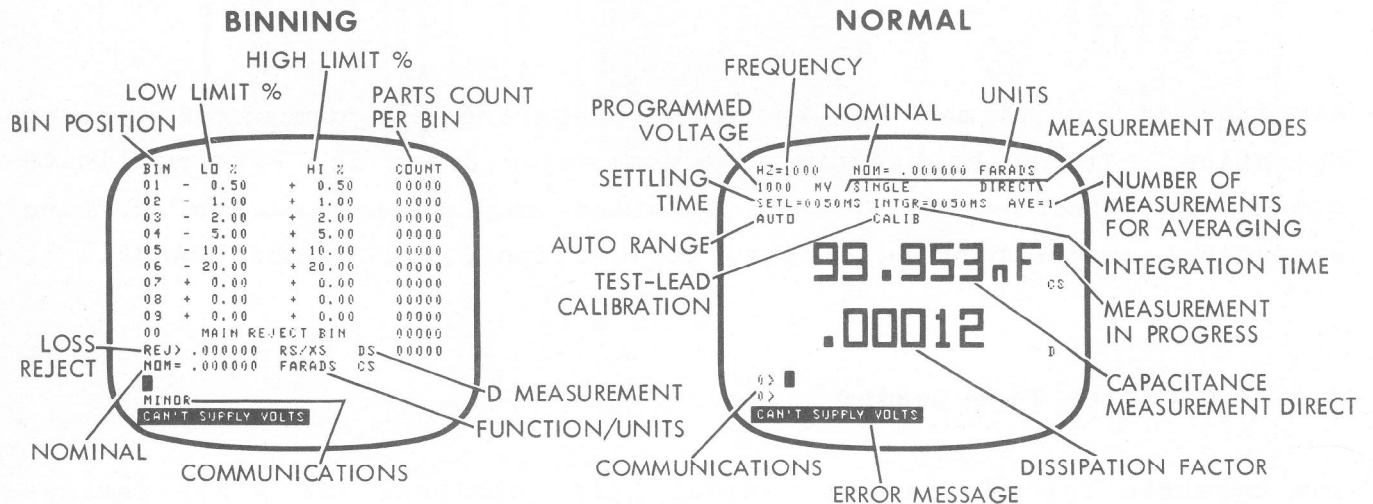 BINNING
HIGH LIMIT %
LOW LIMIT %
PARTS COUNT
PER BIN
BIN POSITION
BIN LO % HI % COUNT
01 - 0.50 + 0.50 00000
02 - 1.00 + 1.00 00000
03 - 2.00 + 2.00 00000
04 - 5.00 + 5.00 00000
05 - 10.00 + 10.00 00000
06 - 20.00 + 20.00 00000
07 + 0.00 + 0.00 00000
08 + 0.00 + 0.00 00000
09 + 0.00 + 0.00 00000
00 MAIN REJECT BIN 00000
REJ> .000000 RS/XS DS 00000
NOM= .000000 FARADS CS
MINOR
CAN'T SUPPLY VOLTS
LOSS
REJECT
NOMINAL
D MEASUREMENT
FUNCTION/UNITS
COMMUNICATIONS
NORMAL
FREQUENCY
PROGRAMMED
VOLTAGE
NOMINAL
UNITS
MEASUREMENT MODES
SETTLING
TIME
AUTO RANGE
TEST-LEAD
CALIBRATION
HZ=1000 NOM= .000000 FARADS
1000 MV SINGLE DIRECT
SETL=0050MS INTGR=0050MS AVE=1
AUTO CALIB
99.953nF
CS
.00012
D
0>
0>
CAN'T SUPPLY VOLTS
NUMBER OF
MEASUREMENTS
FOR AVERAGING
INTEGRATION TIME
MEASUREMENT
IN PROGRESS
CAPACITANCE
MEASUREMENT DIRECT
DISSIPATION FACTOR
COMMUNICATIONS
ERROR MESSAGE